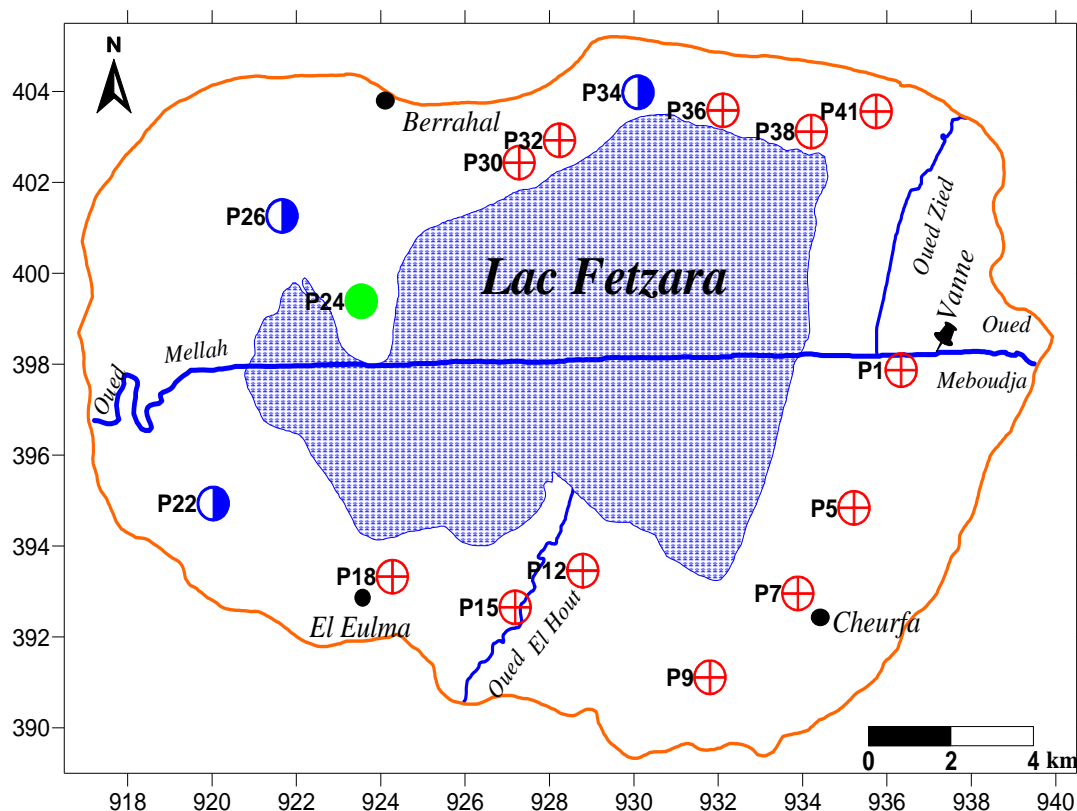 N
404
402
400
398
396
394
392
390
P34
P36
P41
P38
P32
P30
Berrahal
P26
P24
Lac Fetzara
Oued Zied
Vanne
Oued
Meboudja
P1
Mellah
Oued
P22
P5
P18
P12
P15
P7
El Eulma
Oued
El Hout
Cheurfa
P9
0 2 4 km
918 920 922 924 926 928 930 932 934 936 938 940